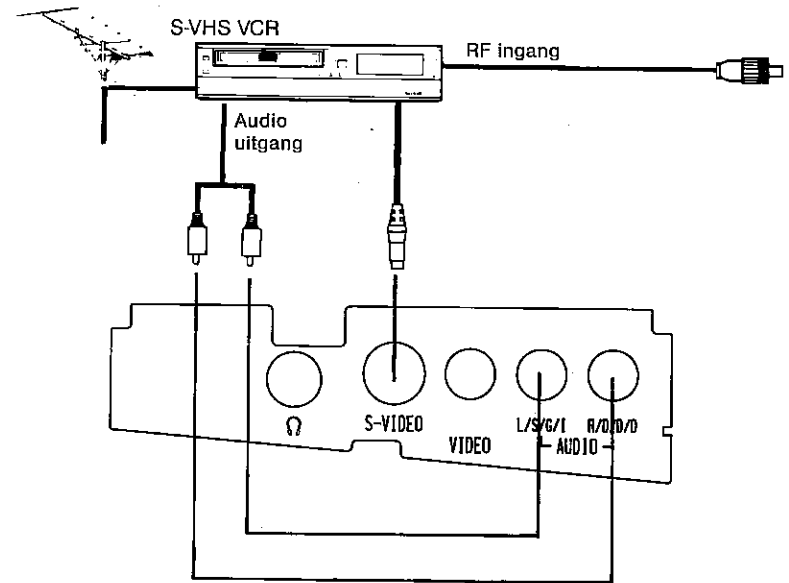 S-VHS VCR
RF ingang
Audio
uitgang
S-VIDEO
VIDEO
L/S/G/I
R/D/D/D
AUDIO